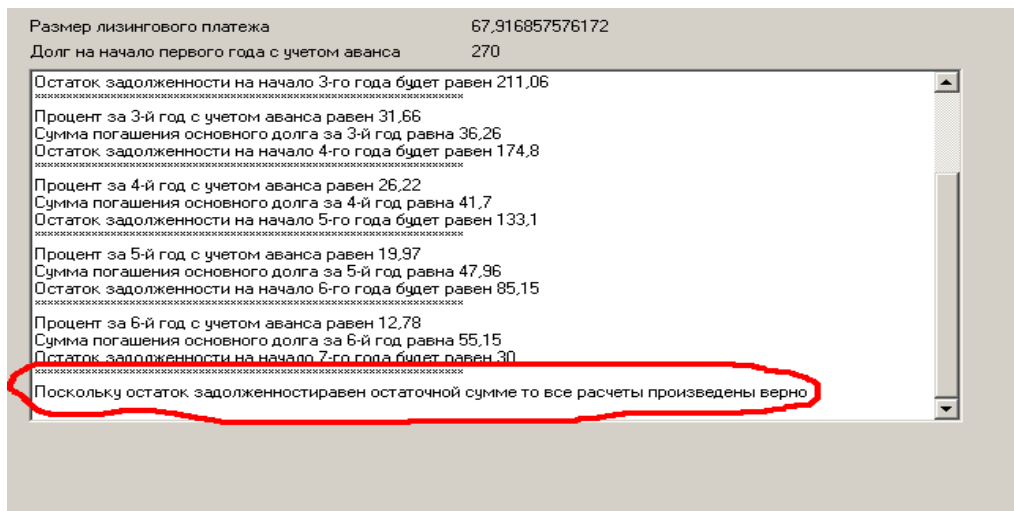 Размер лизингового платежа 67,916857576172
Долг на начало первого года с учетом аванса 270
Остаток задолженности на начало 3-го года будет равен 211,06
××××××××××××××××××××××××××××××××××××××××××××××××××××××××××××××××××××××
Процент за 3-й год с учетом аванса равен 31,66
Сумма погашения основного долга за 3-й год равна 36,26
Остаток задолженности на начало 4-го года будет равен 174,8
××××××××××××××××××××××××××××××××××××××××××××××××××××××××××××××××××××××
Процент за 4-й год с учетом аванса равен 26,22
Сумма погашения основного долга за 4-й год равна 41,7
Остаток задолженности на начало 5-го года будет равен 133,1
××××××××××××××××××××××××××××××××××××××××××××××××××××××××××××××××××××××
Процент за 5-й год с учетом аванса равен 19,97
Сумма погашения основного долга за 5-й год равна 47,96
Остаток задолженности на начало 6-го года будет равен 85,15
××××××××××××××××××××××××××××××××××××××××××××××××××××××××××××××××××××××
Процент за 6-й год с учетом аванса равен 12,78
Сумма погашения основного долга за 6-й год равна 55,15
Остаток задолженности на начало 7-го года будет равен 30
××××××××××××××××××××××××××××××××××××××××××××××××××××××××××××××××××××××
Поскольку остаток задолженностиравен остаточной сумме то все расчеты произведены верно